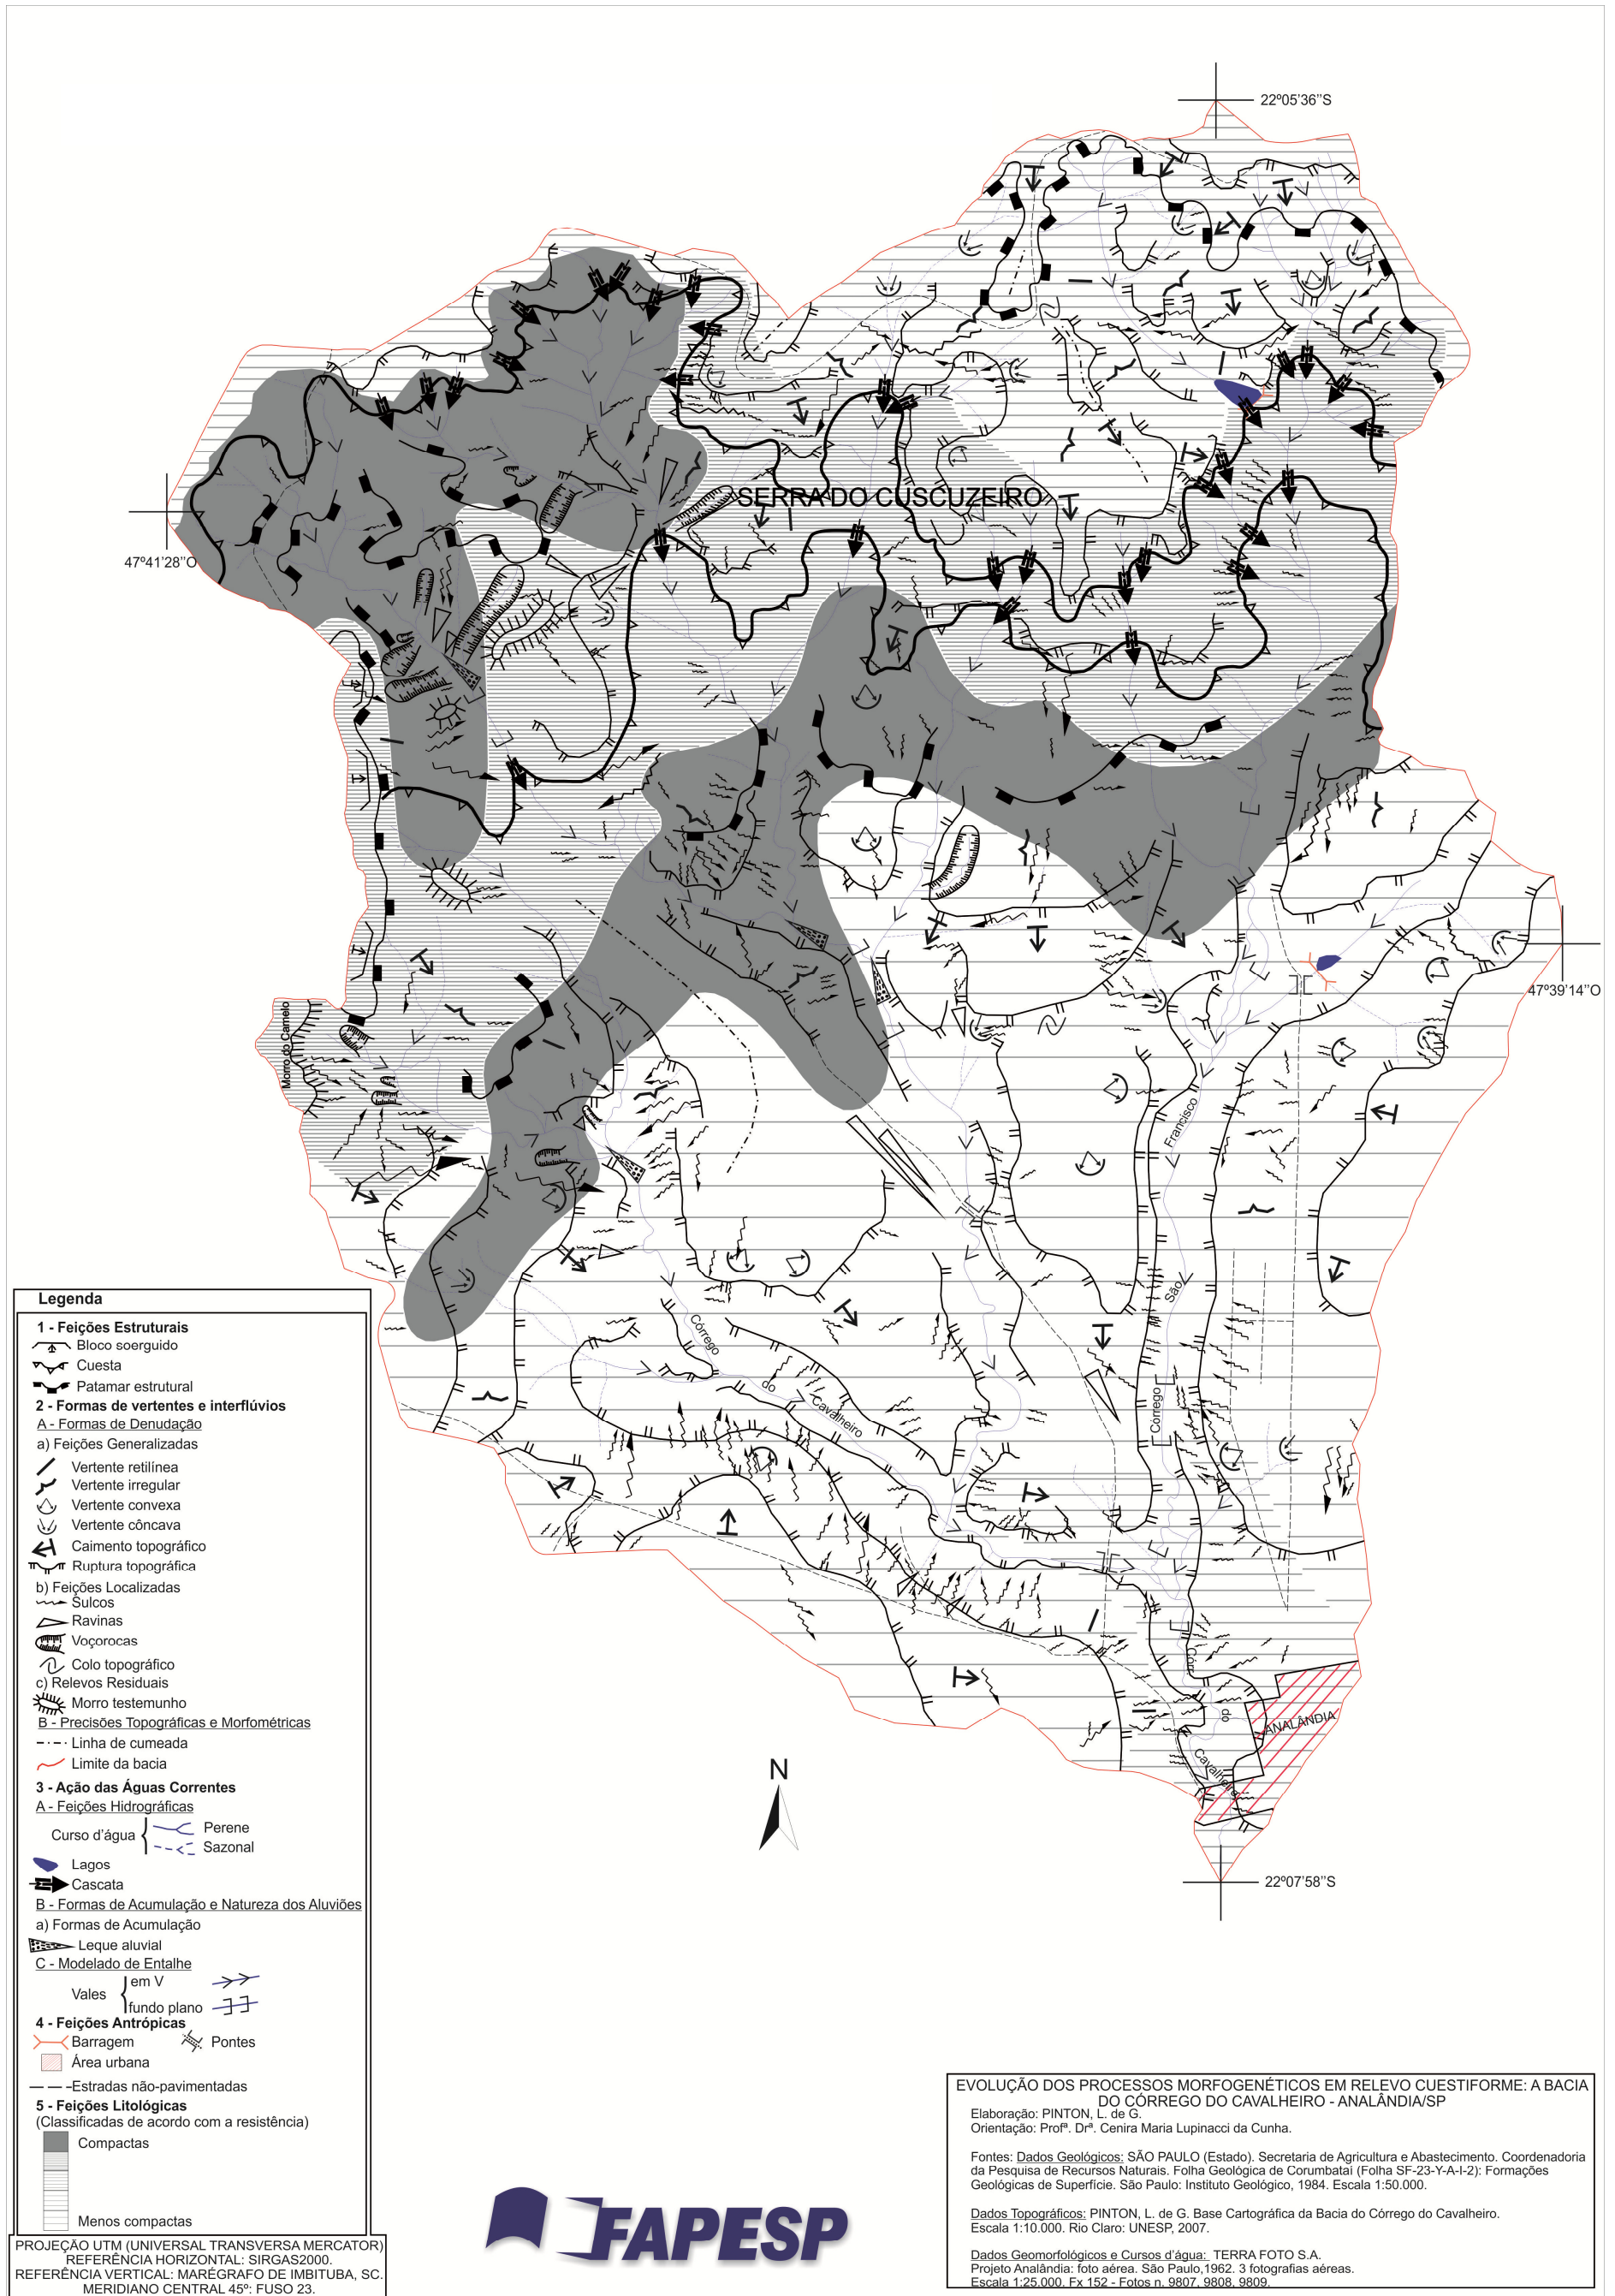 22º05'36''S
SERRA DO CUSCUZEIRO
47º41'28''O
47º39'14''O
Morro do Camelo
Francisco
São
Córrego
Córrego
do
Cavalheiro
Córr.
do
Cavalheiro
ANALÂNDIA
N
22º07'58''S
Legenda
1 - Feições Estruturais
Bloco soerguido
Cuesta
Patamar estrutural
2 - Formas de vertentes e interflúvios
A - Formas de Denudação
a) Feições Generalizadas
Vertente retilínea
Vertente irregular
Vertente convexa
Vertente côncava
Caimento topográfico
Ruptura topográfica
b) Feições Localizadas
Sulcos
Ravinas
Voçorocas
Colo topográfico
c) Relevos Residuais
Morro testemunho
B - Precisões Topográficas e Morfométricas
Linha de cumeada
Limite da bacia
3 - Ação das Águas Correntes
A - Feições Hidrográficas
Curso d'água
Perene
Sazonal
Lagos
Cascata
B - Formas de Acumulação e Natureza dos Aluviões
a) Formas de Acumulação
Leque aluvial
C - Modelado de Entalhe
Vales
em V
fundo plano
4 - Feições Antrópicas
Barragem Pontes
Área urbana
Estradas não-pavimentadas
5 - Feições Litológicas
(Classificadas de acordo com a resistência)
Compactas
Menos compactas
PROJEÇÃO UTM (UNIVERSAL TRANSVERSA MERCATOR)
REFERÊNCIA HORIZONTAL: SIRGAS2000.
REFERÊNCIA VERTICAL: MARÉGRAFO DE IMBITUBA, SC.
MERIDIANO CENTRAL 45º: FUSO 23.
FAPESP
EVOLUÇÃO DOS PROCESSOS MORFOGENÉTICOS EM RELEVO CUESTIFORME: A BACIA
DO CÓRREGO DO CAVALHEIRO - ANALÂNDIA/SP
Elaboração: PINTON, L. de G.
Orientação: Profª. Drª. Cenira Maria Lupinacci da Cunha.
Fontes: Dados Geológicos: SÃO PAULO (Estado). Secretaria de Agricultura e Abastecimento. Coordenadoria
da Pesquisa de Recursos Naturais. Folha Geológica de Corumbataí (Folha SF-23-Y-A-I-2): Formações
Geológicas de Superfície. São Paulo: Instituto Geológico, 1984. Escala 1:50.000.
Dados Topográficos: PINTON, L. de G. Base Cartográfica da Bacia do Córrego do Cavalheiro.
Escala 1:10.000. Rio Claro: UNESP, 2007.
Dados Geomorfológicos e Cursos d'água: TERRA FOTO S.A.
Projeto Analândia: foto aérea. São Paulo,1962. 3 fotografias aéreas.
Escala 1:25.000. Fx 152 - Fotos n. 9807, 9808, 9809.